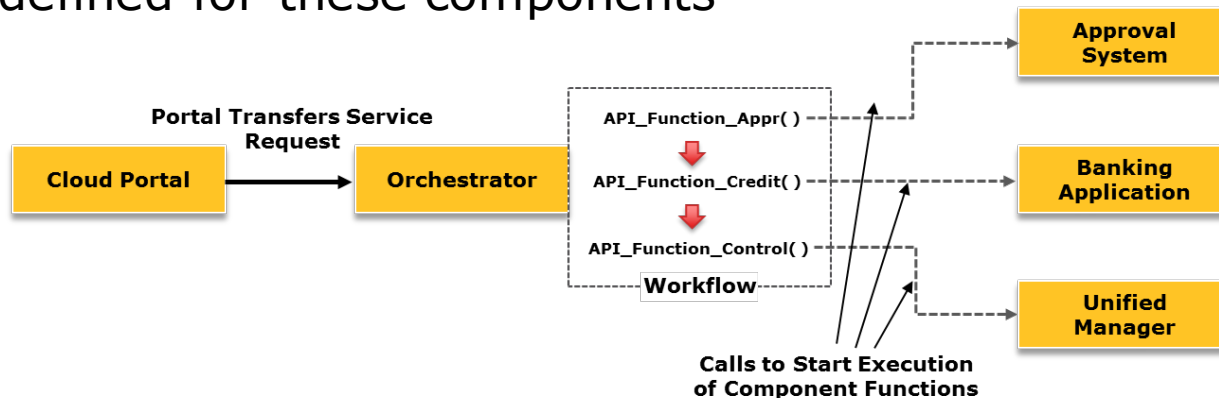 defined for these components
Approval
System
Portal Transfers Service
Request
API_Function_Appr( )
Cloud Portal
Orchestrator
API_Function_Credit( )
Banking
Application
API_Function_Control( )
Workflow
Unified
Manager
Calls to Start Execution
of Component Functions